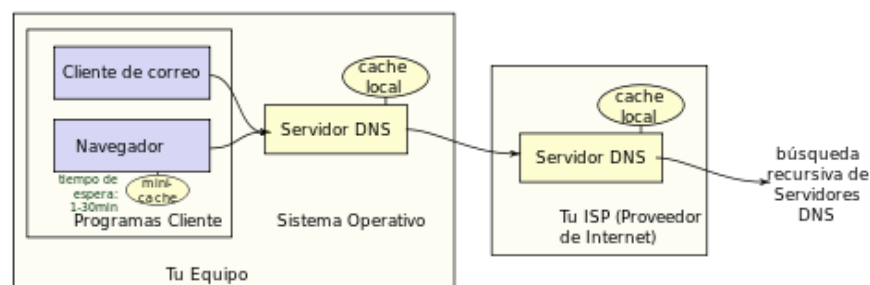 Cliente de correo
cache
local
Servidor DNS
Navegador
mini-
cache
tiempo de
espera:
1-30min
Programas Cliente
Sistema Operativo
Tu Equipo
cache
local
Servidor DNS
Tu ISP (Proveedor
de Internet)
búsqueda
recursiva de
Servidores
DNS